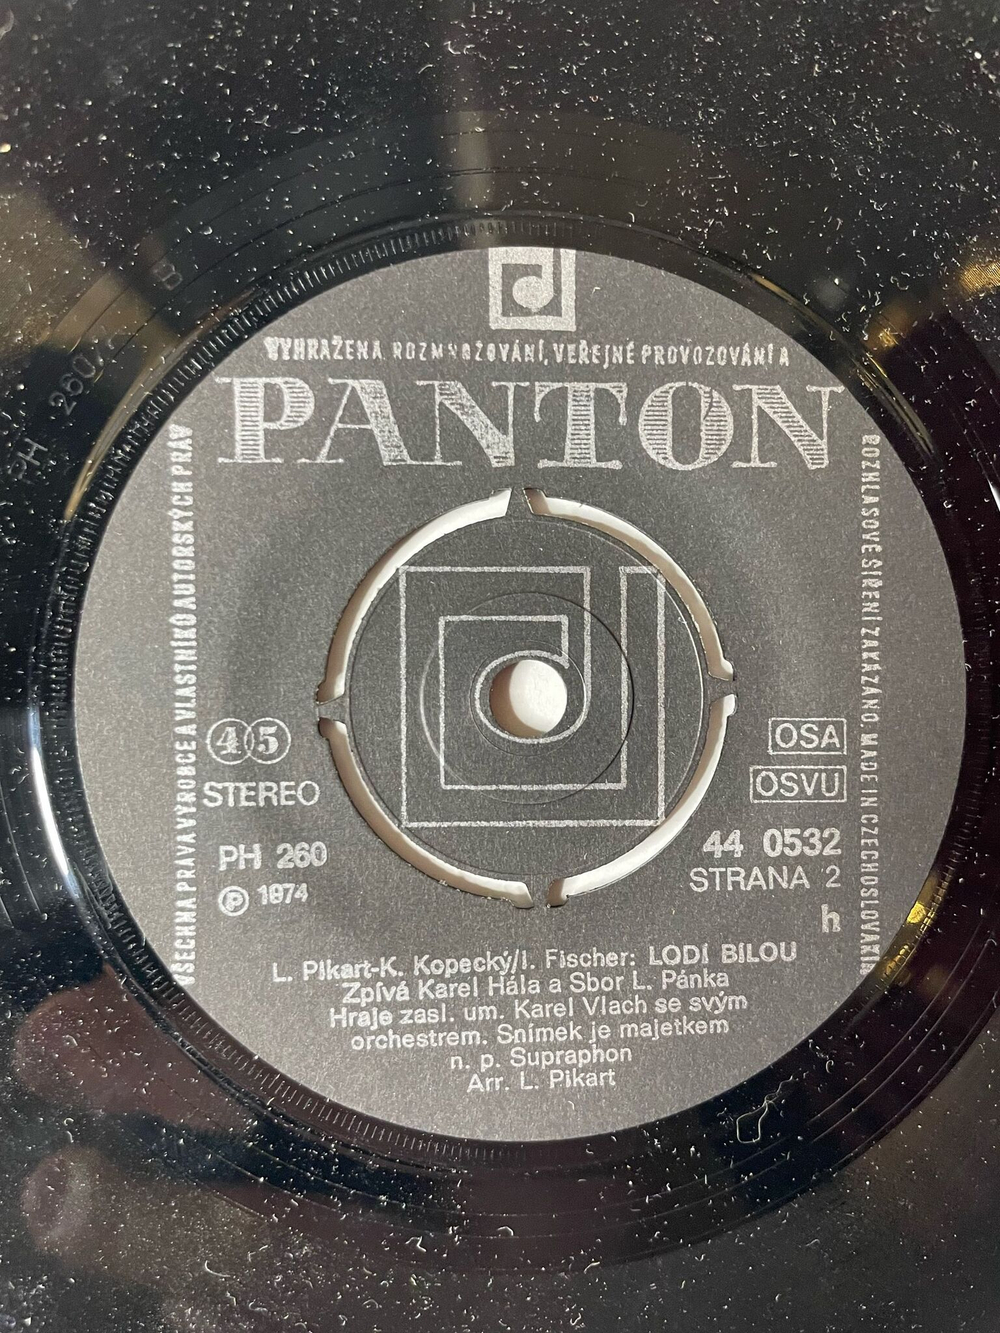 VŠECHNA PRÁVA VÝROBCE A VLASTNÍKŮ AUTORSKÝCH PRÁV
VYHRAŽENA. ROZMNOŽOVÁNÍ, VEŘEJNÉ PROVOZOVÁNÍ A
ROZHLASOVÉ ŠÍŘENÍ ZAKÁZÁNO. MADE IN CZECHOSLOVAKIA
PANTON
45
STEREO
PH 260
Ⓟ 1974
OSA
OSVU
44 0532
STRANA 2
h
L. Pikart-K. Kopecký/I. Fischer: LODÍ BÍLOU
Zpívá Karel Hála a Sbor L. Pánka
Hraje zasl. um. Karel Vlach se svým
orchestrem. Snímek je majetkem
n. p. Supraphon
Arr. L. Pikart
PH 260 B